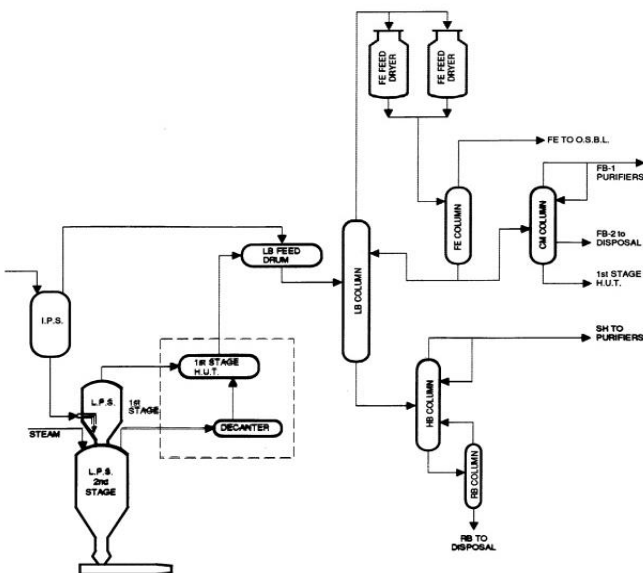 FE FEED
DRYER
FE FEED
DRYER
FE TO O.S.B.L.
FB-1
PURIFIERS
FE COLUMN
CM COLUMN
FB-2 to
DISPOSAL
LB FEED
DRUM
LB COLUMN
1st STAGE
H.U.T.
I.P.S.
SH TO
PURIFIERS
1st STAGE
H.U.T.
L.P.S.
1st
STAGE
HB COLUMN
STEAM
DECANTER
L.P.S.
2nd
STAGE
RB COLUMN
RB TO
DISPOSAL